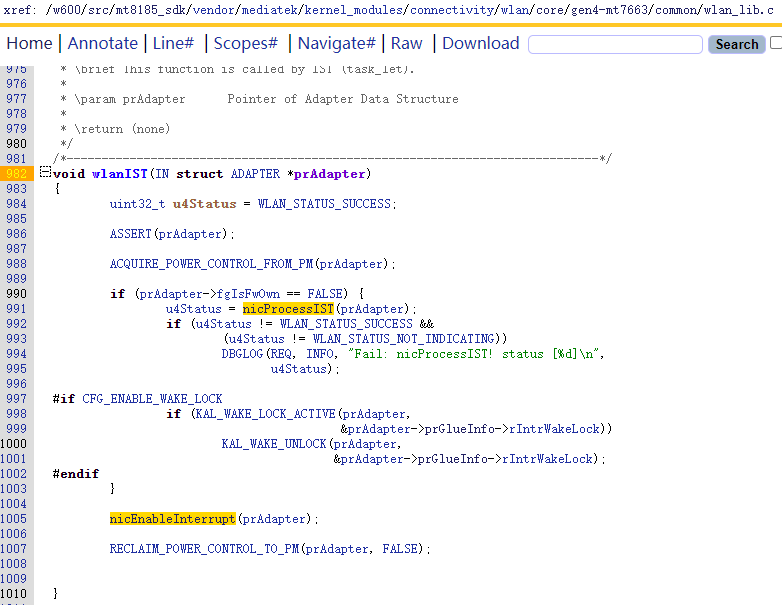 xref: /w600/src/mt8185_sdk/vendor/mediatek/kernel_modules/connectivity/wlan/core/gen4-mt7663/common/wlan_lib.c
Home | Annotate | Line# | Scopes# | Navigate# | Raw | Download Search
975 * \brief This function is called by IST (task_let).
976 *
977 * \param prAdapter      Pointer of Adapter Data Structure
978 *
979 * \return (none)
980 */
981 /*----------------------------------------------------------------------------*/
982 void wlanIST(IN struct ADAPTER *prAdapter)
983 {
984         uint32_t u4Status = WLAN_STATUS_SUCCESS;
985
986         ASSERT(prAdapter);
987
988         ACQUIRE_POWER_CONTROL_FROM_PM(prAdapter);
989
990         if (prAdapter->fgIsFwOwn == FALSE) {
991                 u4Status = nicProcessIST(prAdapter);
992                 if (u4Status != WLAN_STATUS_SUCCESS &&
993                         (u4Status != WLAN_STATUS_NOT_INDICATING))
994                         DBGLOG(REQ, INFO, "Fail: nicProcessIST! status [%d]\n",
995                                u4Status);
996
997 #if CFG_ENABLE_WAKE_LOCK
998                 if (KAL_WAKE_LOCK_ACTIVE(prAdapter,
999                                          &prAdapter->prGlueInfo->rIntrWakeLock))
1000                         KAL_WAKE_UNLOCK(prAdapter,
1001                                         &prAdapter->prGlueInfo->rIntrWakeLock);
1002 #endif
1003         }
1004
1005         nicEnableInterrupt(prAdapter);
1006
1007         RECLAIM_POWER_CONTROL_TO_PM(prAdapter, FALSE);
1008
1009
1010 }